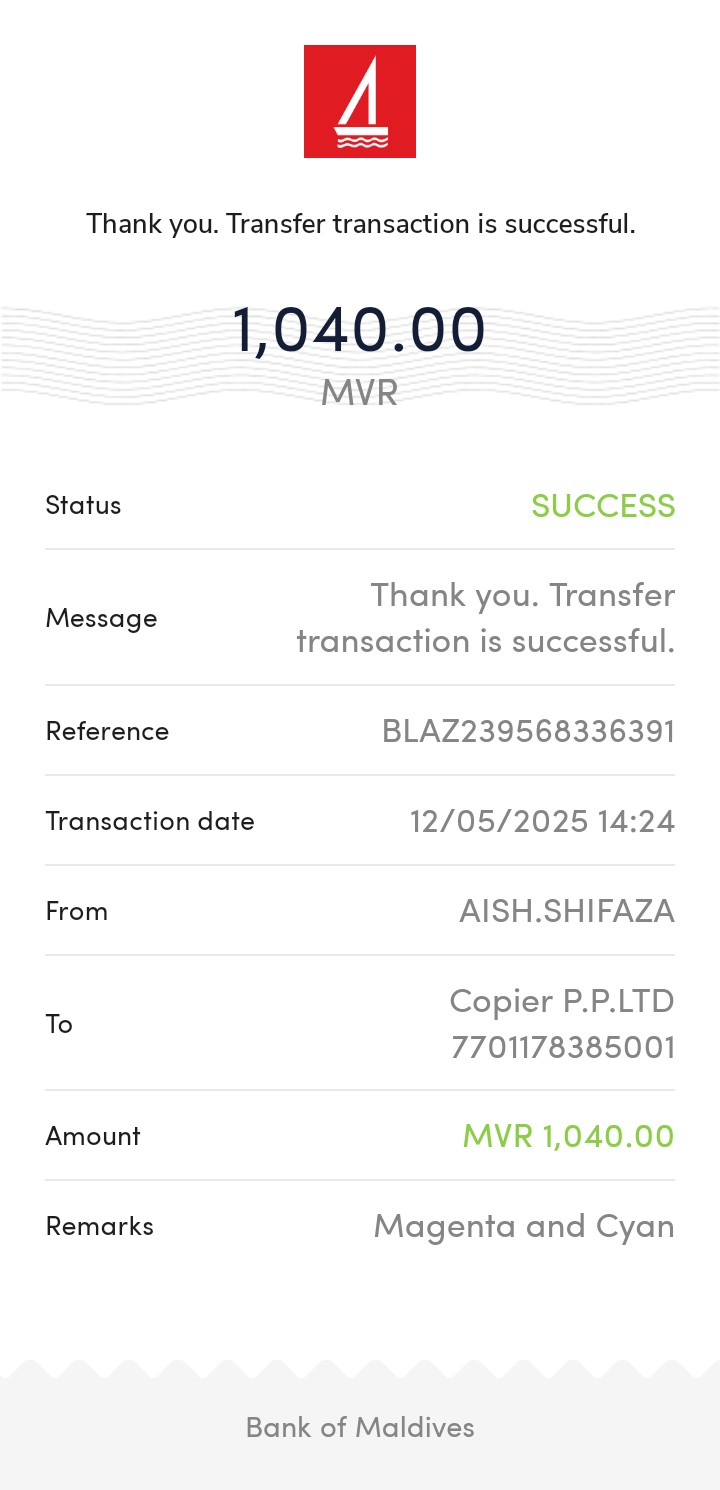 Thank you. Transfer transaction is successful.
1,040.00
MVR
Status SUCCESS
Message Thank you. Transfer
transaction is successful.
Reference BLAZ239568336391
Transaction date 12/05/2025 14:24
From AISH.SHIFAZA
To Copier P.P.LTD
7701178385001
Amount MVR 1,040.00
Remarks Magenta and Cyan
Bank of Maldives